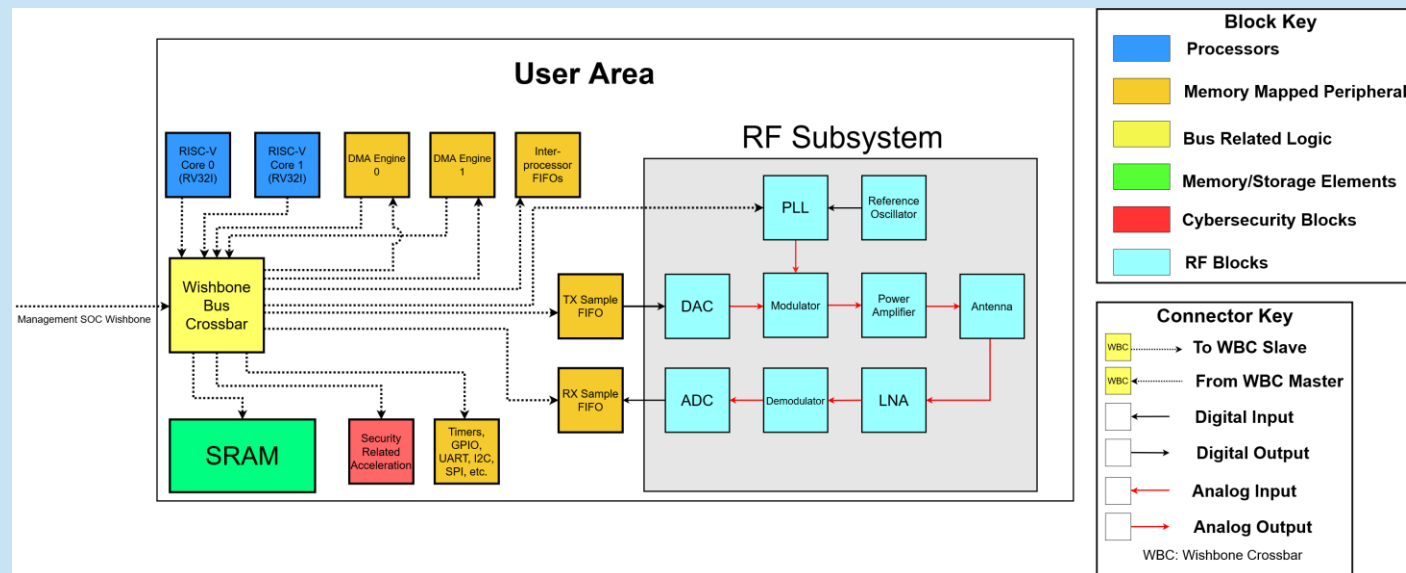 User Area
RISC-V
Core 0
(RV32I)
RISC-V
Core 1
(RV32I)
DMA Engine
0
DMA Engine
1
Inter-
processor
FIFOs
RF Subsystem
PLL
Reference
Oscillator
Wishbone
Bus
Crossbar
Management SOC Wishbone
TX Sample
FIFO
DAC
Modulator
Power
Amplifier
Antenna
RX Sample
FIFO
ADC
Demodulator
LNA
SRAM
Security
Related
Acceleration
Timers,
GPIO,
UART, I2C,
SPI, etc.
Block Key
Processors
Memory Mapped Peripheral
Bus Related Logic
Memory/Storage Elements
Cybersecurity Blocks
RF Blocks
Connector Key
WBC
To WBC Slave
WBC
From WBC Master
Digital Input
Digital Output
Analog Input
Analog Output
WBC: Wishbone Crossbar